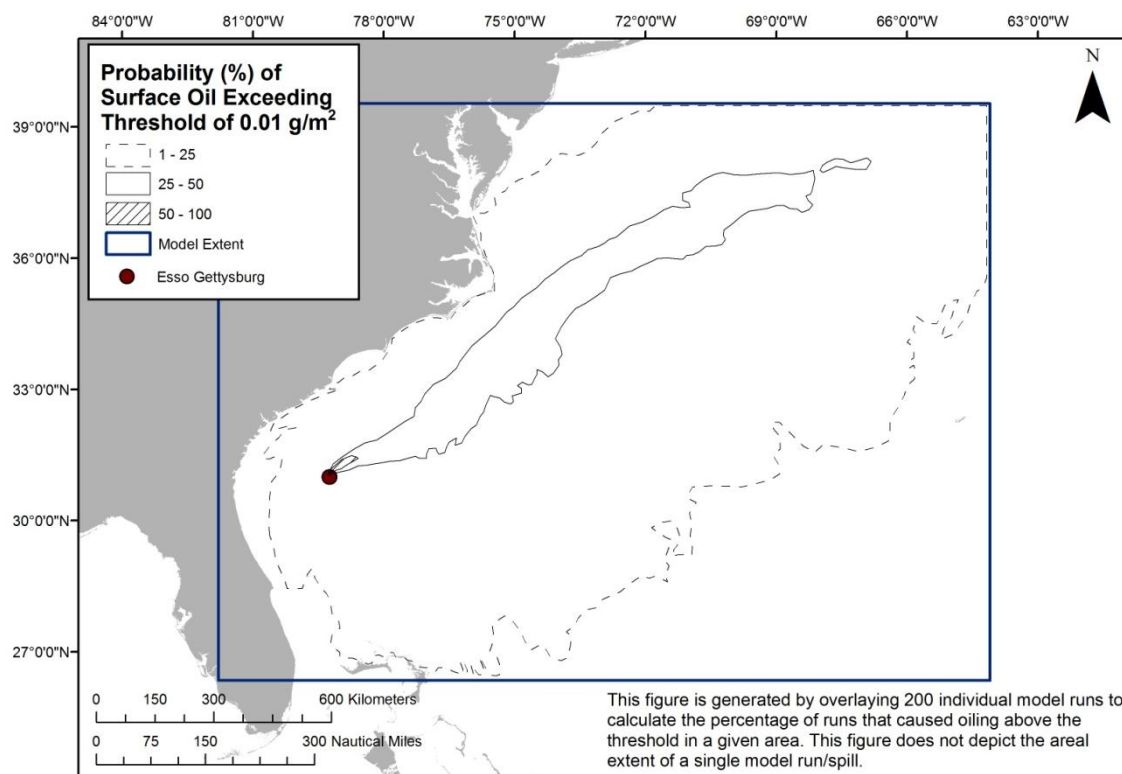 84°0'0"W 81°0'0"W 78°0'0"W 75°0'0"W 72°0'0"W 69°0'0"W 66°0'0"W 63°0'0"W
Probability (%) of
Surface Oil Exceeding
Threshold of 0.01 g/m²
1 - 25
25 - 50
50 - 100
Model Extent
Esso Gettysburg
N
39°0'0"N
36°0'0"N
33°0'0"N
30°0'0"N
27°0'0"N
0 150 300 600 Kilometers
0 75 150 300 Nautical Miles
This figure is generated by overlaying 200 individual model runs to
calculate the percentage of runs that caused oiling above the
threshold in a given area. This figure does not depict the areal
extent of a single model run/spill.